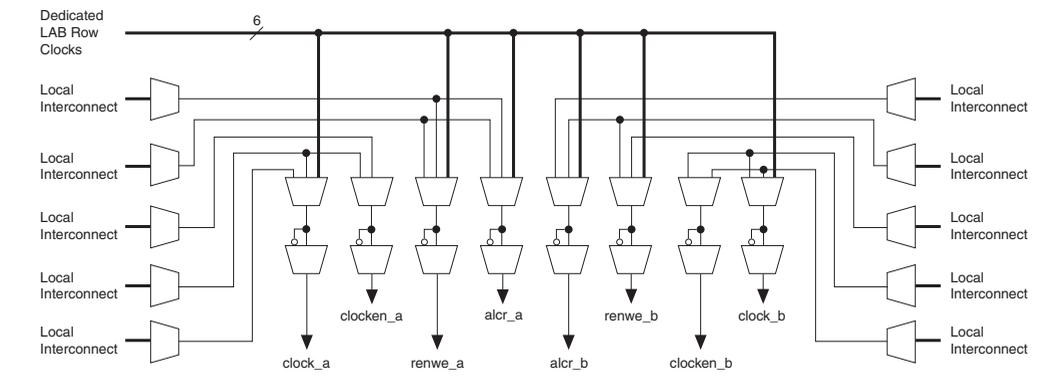 Dedicated
LAB Row
Clocks
6
Local
Interconnect
Local
Interconnect
Local
Interconnect
Local
Interconnect
Local
Interconnect
Local
Interconnect
Local
Interconnect
Local
Interconnect
Local
Interconnect
Local
Interconnect
clocken_a
alcr_a
renwe_b
clock_b
clock_a
renwe_a
alcr_b
clocken_b